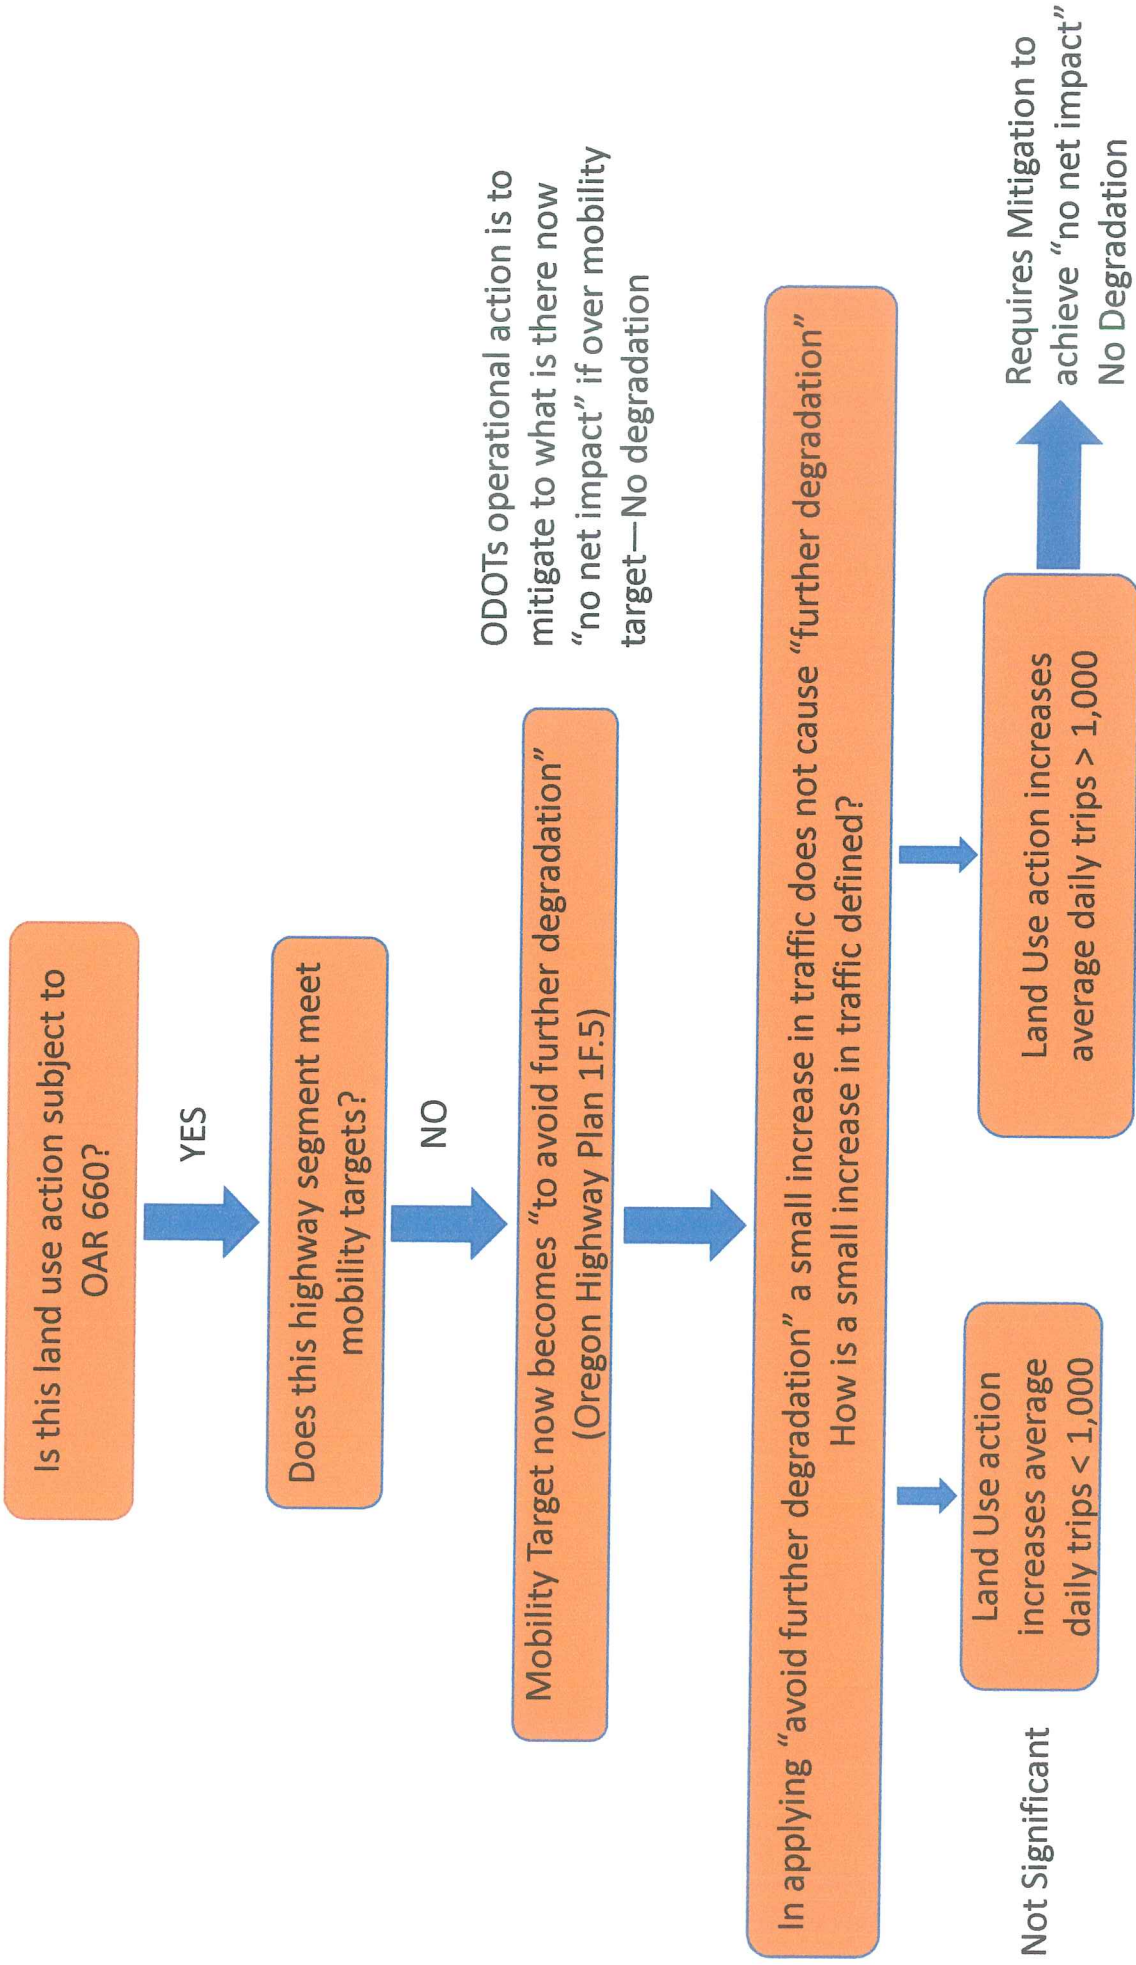 Is this land use action subject to
OAR 660?
YES
Does this highway segment meet
mobility targets?
NO
Mobility Target now becomes “to avoid further degradation”
(Oregon Highway Plan 1F.5)
ODOTs operational action is to
mitigate to what is there now
“no net impact” if over mobility
target—No degradation
In applying “avoid further degradation” a small increase in traffic does not cause “further degradation”
How is a small increase in traffic defined?
Not Significant
Land Use action
increases average
daily trips < 1,000
Land Use action increases
average daily trips > 1,000
Requires Mitigation to
achieve “no net impact”
No Degradation